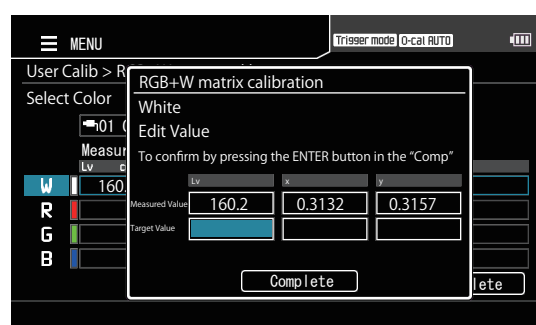 MENU
Trigger mode O-cal AUTO
User Calib > R
RGB+W matrix calibration
Select Color
White
01
Edit Value
Measur
To confirm by pressing the ENTER button in the “Comp”
Lv
Lv x y
W 160.
Measured Value 160.2 0.3132 0.3157
R
Target Value
G
B
Complete
lete